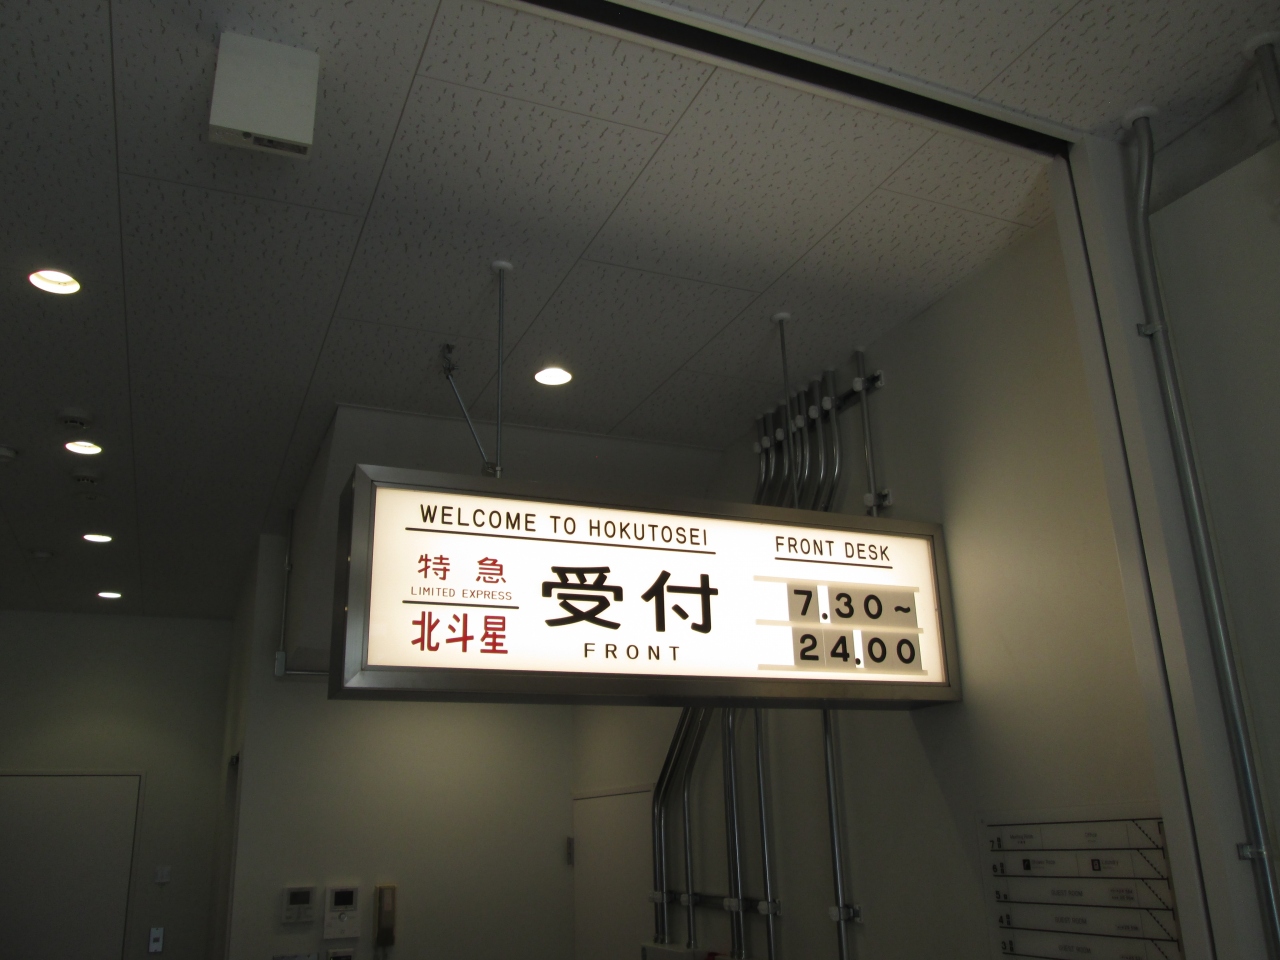 WELCOME TO HOKUTOSEI
特急
LIMITED EXPRESS
北斗星
受付
FRONT
FRONT DESK
7.30~
24.00